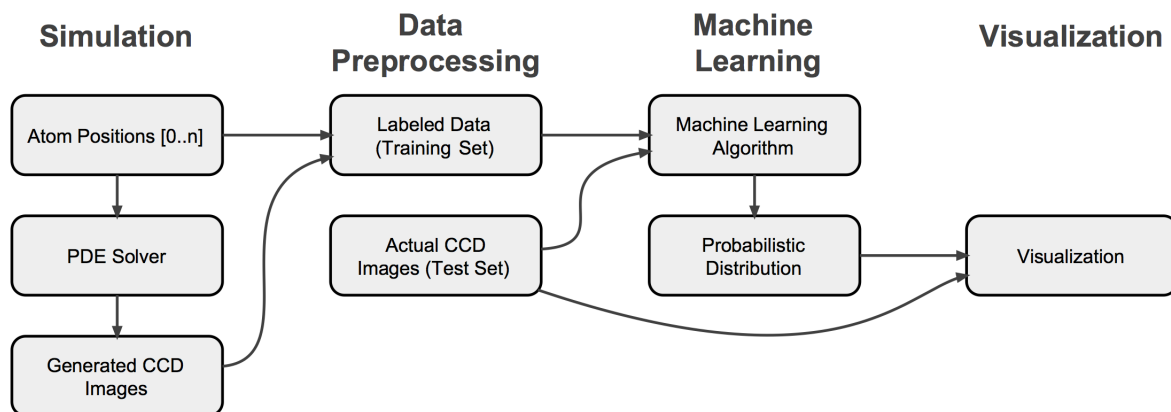 Simulation
Data
Preprocessing
Machine
Learning
Visualization
Atom Positions [0..n]
PDE Solver
Generated CCD
Images
Labeled Data
(Training Set)
Actual CCD
Images (Test Set)
Machine Learning
Algorithm
Probabilistic
Distribution
Visualization